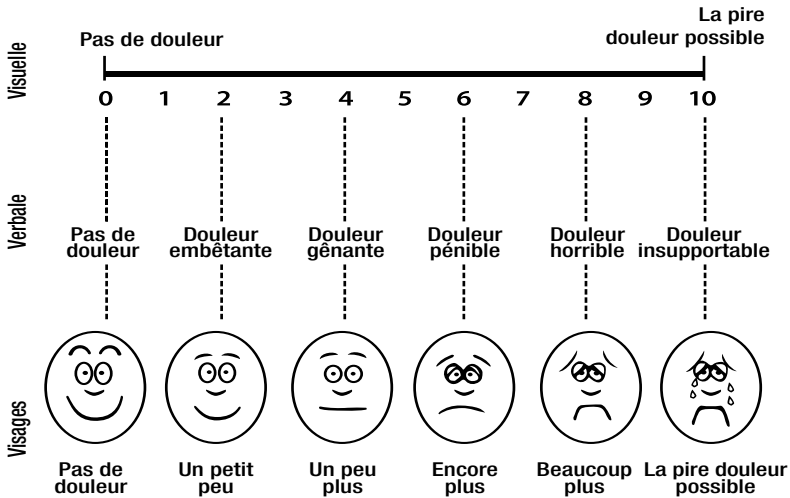 La pire
Pas de douleur douleur possible
Visuelle
0 1 2 3 4 5 6 7 8 9 10
Verbale
Pas de Douleur Douleur Douleur Douleur Douleur
douleur embêtante gênante pénible horrible insupportable
Visages
Pas de Un petit Un peu Encore Beaucoup La pire douleur
douleur peu plus plus plus possible